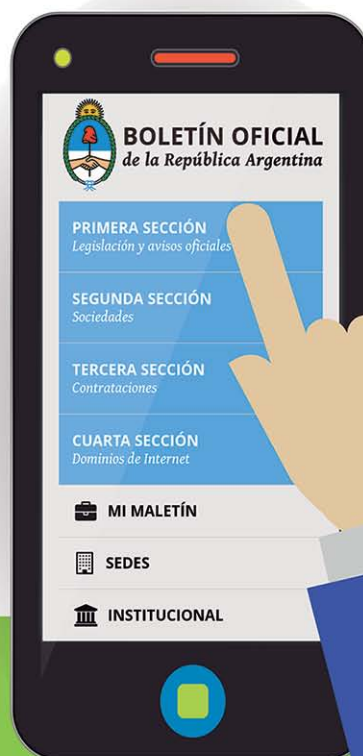 BOLETÍN OFICIAL
de la República Argentina
PRIMERA SECCIÓN
Legislación y avisos oficiales
SEGUNDA SECCIÓN
Sociedades
TERCERA SECCIÓN
Contrataciones
CUARTA SECCIÓN
Dominios de Internet
MI MALETÍN
SEDES
INSTITUCIONAL